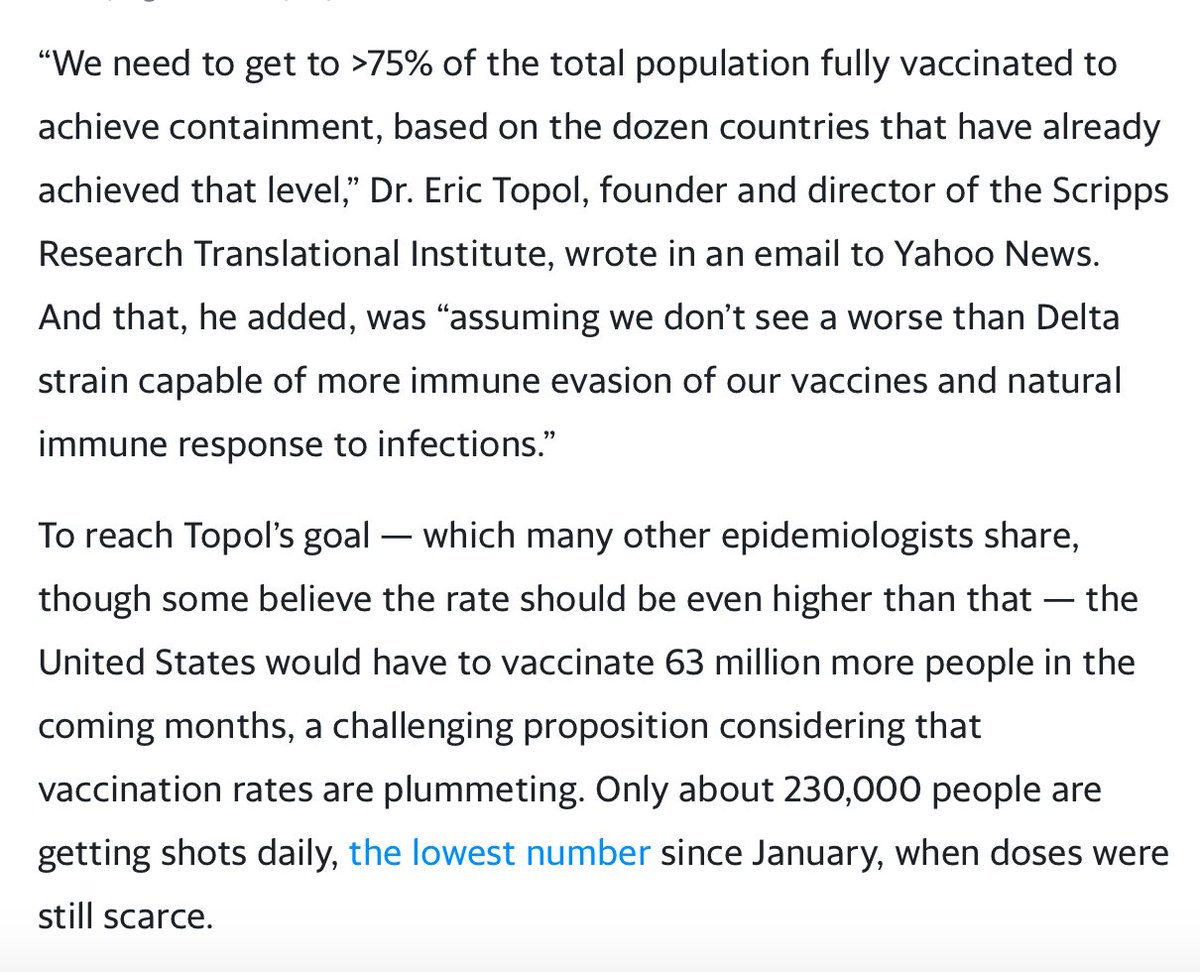 “We need to get to >75% of the total population fully vaccinated to
achieve containment, based on the dozen countries that have already
achieved that level,” Dr. Eric Topol, founder and director of the Scripps
Research Translational Institute, wrote in an email to Yahoo News.
And that, he added, was “assuming we don’t see a worse than Delta
strain capable of more immune evasion of our vaccines and natural
immune response to infections.”
To reach Topol’s goal — which many other epidemiologists share,
though some believe the rate should be even higher than that — the
United States would have to vaccinate 63 million more people in the
coming months, a challenging proposition considering that
vaccination rates are plummeting. Only about 230,000 people are
getting shots daily, the lowest number since January, when doses were
still scarce.